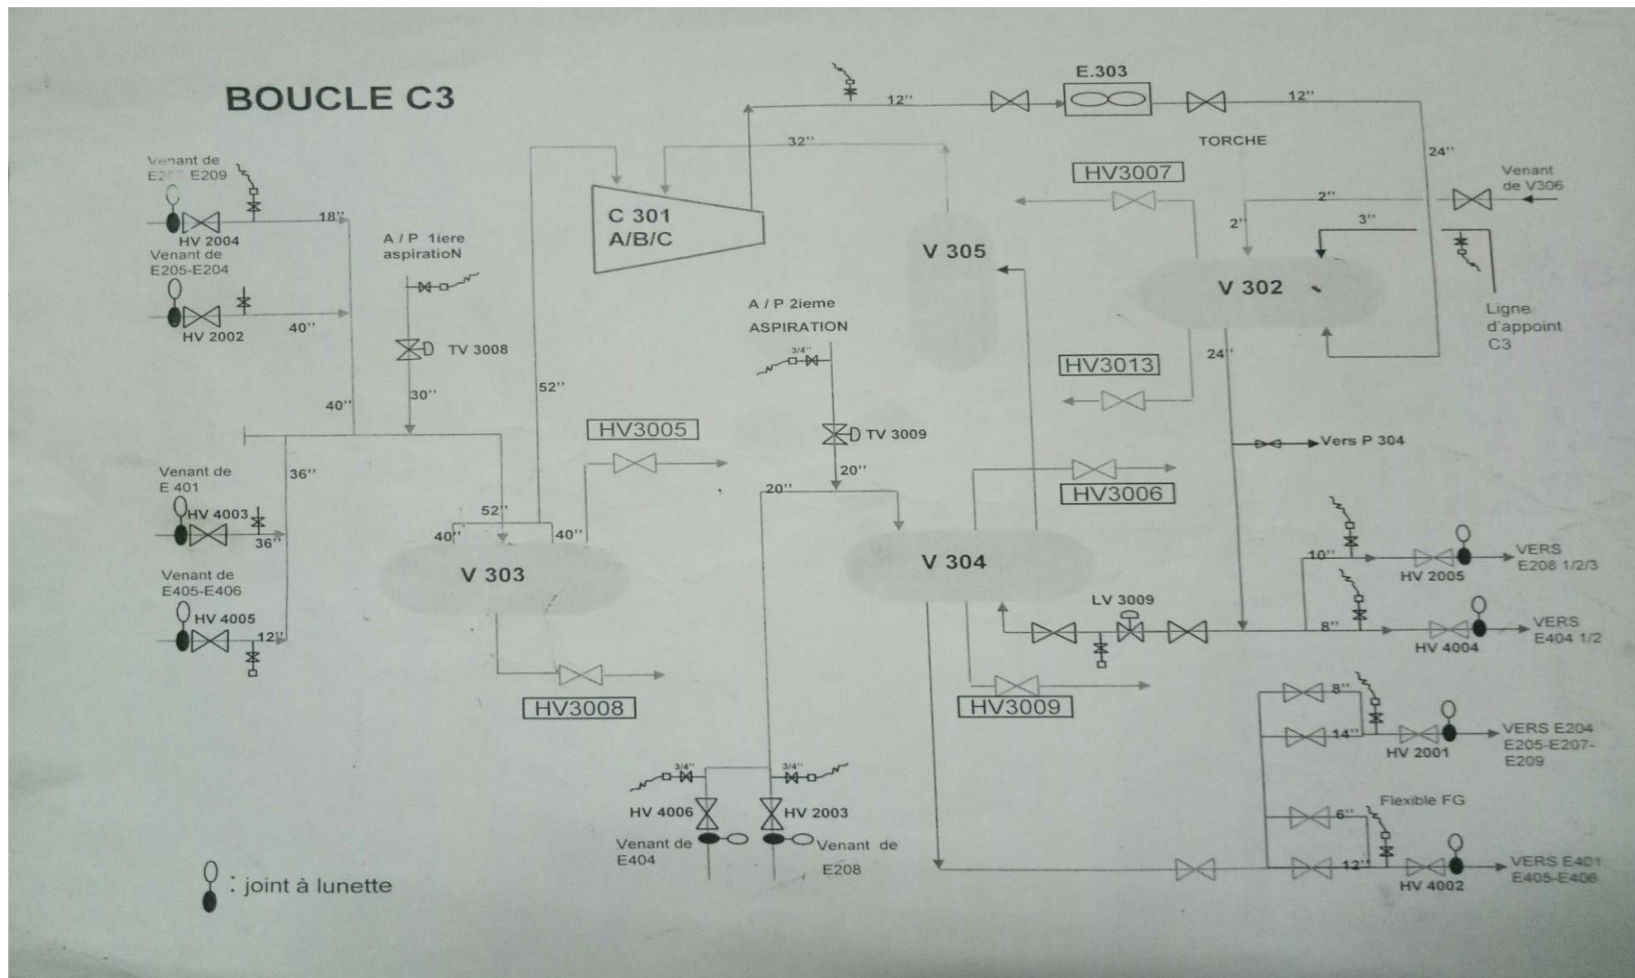 BOUCLE C3
E.303
12''
12''
TORCHE
32''
24''
HV3007
Venant
de V306
2''
2''
3''
Venant de
E209
18''
HV 2004
C 301
A/B/C
A / P 1iere
aspiratioN
V 305
V 302
Venant de
E205-E204
40''
HV 2002
A / P 2ieme
ASPIRATION
Ligne
d'appoint
C3
3/4''
TV 3008
24''
HV3013
52''
30''
40''
HV3005
TV 3009
Vers P 304
Venant de
E 401
36''
20''
20''
HV3006
HV 4003
36''
52''
40''
40''
V 303
V 304
10''
VERS
E208 1/2/3
HV 2005
Venant de
E405-E406
HV 4005
12''
LV 3009
8''
VERS
E404 1/2
HV 4004
HV3008
HV3009
8''
14''
HV 2001
VERS E204
E205-E207-
E209
3/4''
3/4''
HV 4006
HV 2003
Flexible FG
6''
Venant de
E404
Venant de
E208
12''
VERS E401
E405-E406
HV 4002
: joint à lunette